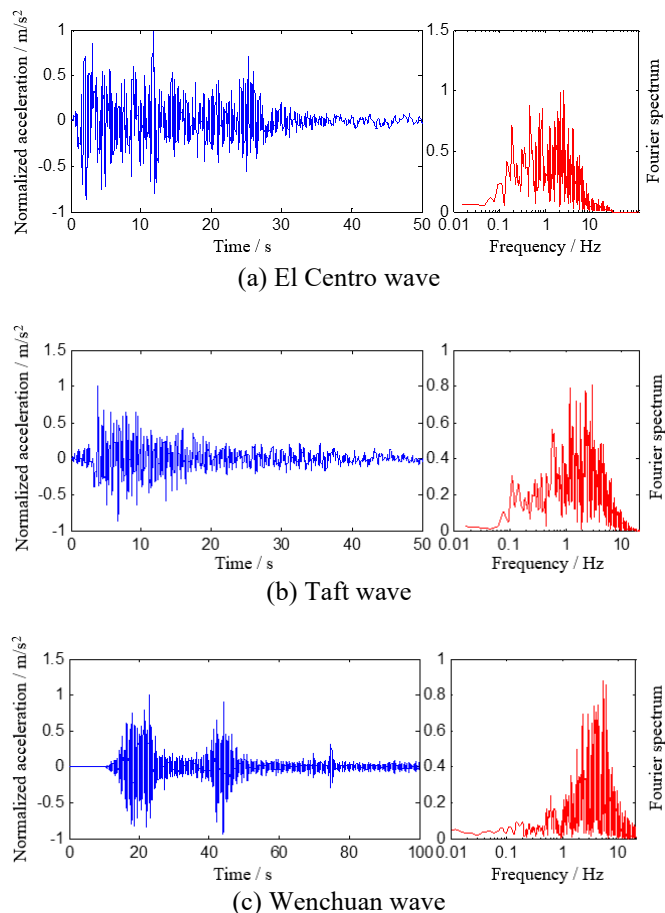 Normalized acceleration / m/s²
1
0.5
0
-0.5
-1
0 10 20 30 40 50
Time / s
1.5
1
0.5
0
0.1 1 10
Frequency / Hz
Fourier spectrum
(a) El Centro wave
Normalized acceleration / m/s²
1.5
1
0.5
0
-0.5
-1
0 10 20 30 40 50
Time / s
1
0.8
0.6
0.4
0.2
0
0.01 0.1 1 10
Frequency / Hz
Fourier spectrum
(b) Taft wave
Normalized acceleration / m/s²
1.5
1
0.5
0
-0.5
-1
0 20 40 60 80 100
Time / s
1
0.8
0.6
0.4
0.2
0
0.01 0.1 1 10
Frequency / Hz
Fourier spectrum
(c) Wenchuan wave